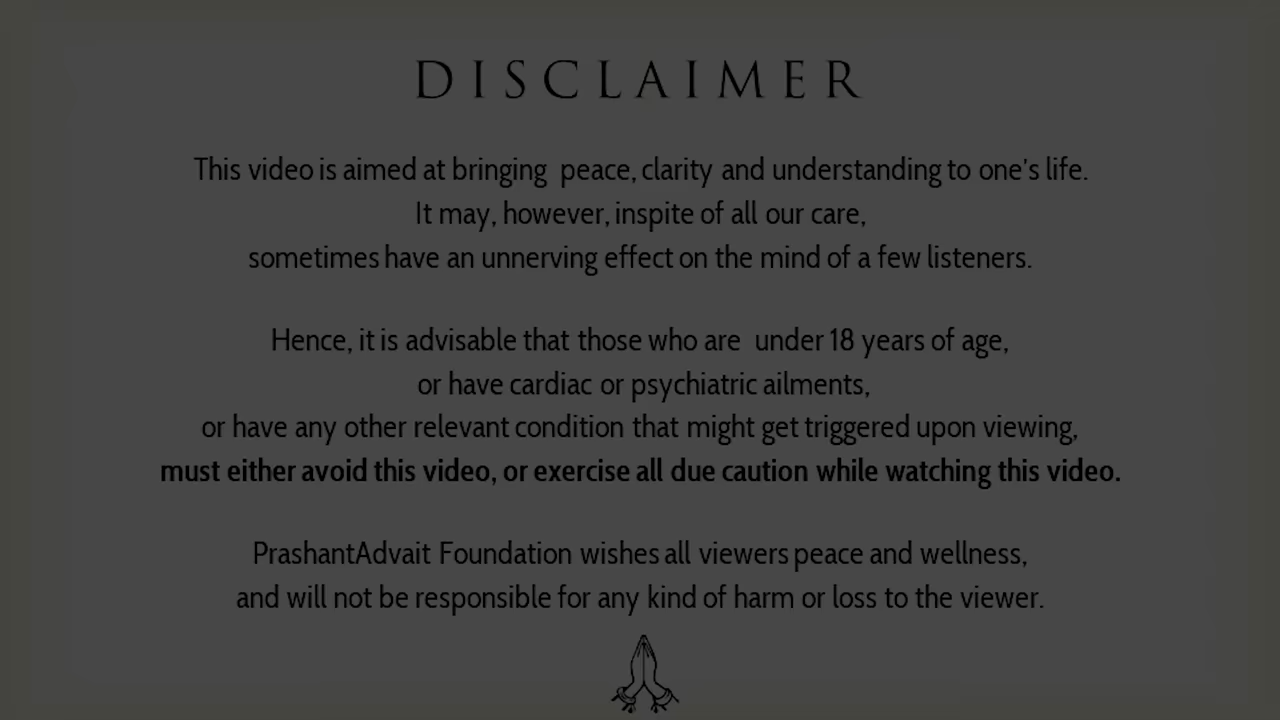 DISCLAIMER
This video is aimed at bringing peace, clarity and understanding to one's life.
It may, however, inspite of all our care,
sometimes have an unnerving effect on the mind of a few listeners.
Hence, it is advisable that those who are under 18 years of age,
or have cardiac or psychiatric ailments,
or have any other relevant condition that might get triggered upon viewing,
must either avoid this video, or exercise all due caution while watching this video.
PrashantAdvait Foundation wishes all viewers peace and wellness,
and will not be responsible for any kind of harm or loss to the viewer.